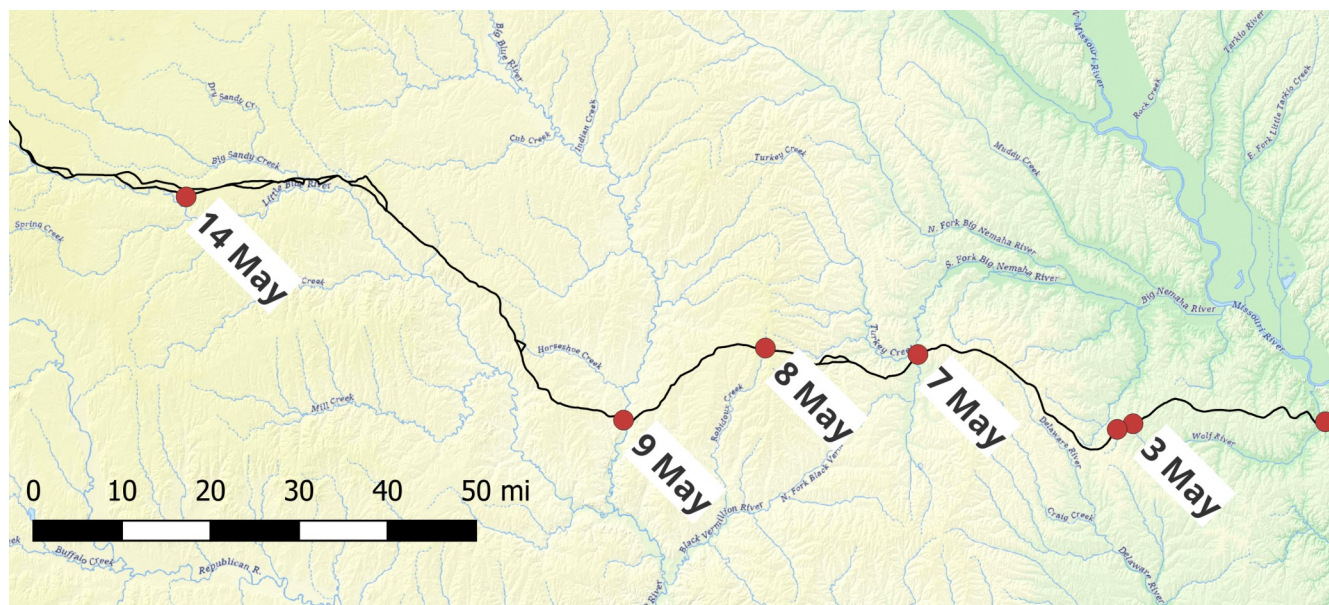 Big Blue River
N. Missouri River
Tarkio River
Rock Creek
E. Fork Little Tarkio Cr.
Dry Sandy Cr
Cub Creek
Indian Creek
Turkey Creek
Muddy Creek
Big Sandy Creek
Little Blue River
Spring Creek
N. Fork Big Nemaha River
S. Fork Big Nemaha River
Big Nemaha River
Missouri River
14 May
Creek
Horseshoe Creek
Turkey Creek
8 May
7 May
3 May
9 May
Robidoux Creek
Mill Creek
Delaware River
Wolf River
N. Fork Black Verm
Black Vermillion River
Craig Creek
Delaware River
0 10 20 30 40 50 mi
Buffalo Creek
Republican R.
River